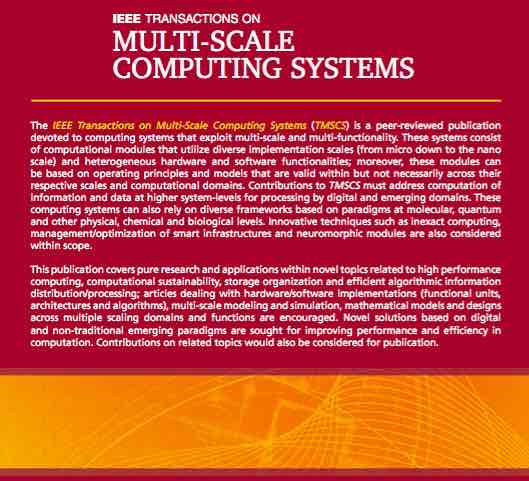 IEEE TRANSACTIONS ON
MULTI-SCALE
COMPUTING SYSTEMS
The IEEE Transactions on Multi-Scale Computing Systems (TMSCS) is a peer-reviewed publication
devoted to computing systems that exploit multi-scale and multi-functionality. These systems consist
of computational modules that utilize diverse implementation scales (from micro down to the nano
scale) and heterogeneous hardware and software functionalities; moreover, these modules can
be based on operating principles and models that are valid within but not necessarily across their
respective scales and computational domains. Contributions to TMSCS must address computation of
information and data at higher system-levels for processing by digital and emerging domains. These
computing systems can also rely on diverse frameworks based on paradigms at molecular, quantum
and other physical, chemical and biological levels. Innovative techniques such as inexact computing,
management/optimization of smart infrastructures and neuromorphic modules are also considered
within scope.
This publication covers pure research and applications within novel topics related to high performance
computing, computational sustainability, storage organization and efficient algorithmic information
distribution/processing; articles dealing with hardware/software implementations (functional units,
architectures and algorithms), multi-scale modeling and simulation, mathematical models and designs
across multiple scaling domains and functions are encouraged. Novel solutions based on digital
and non-traditional emerging paradigms are sought for improving performance and efficiency in
computation. Contributions on related topics would also be considered for publication.